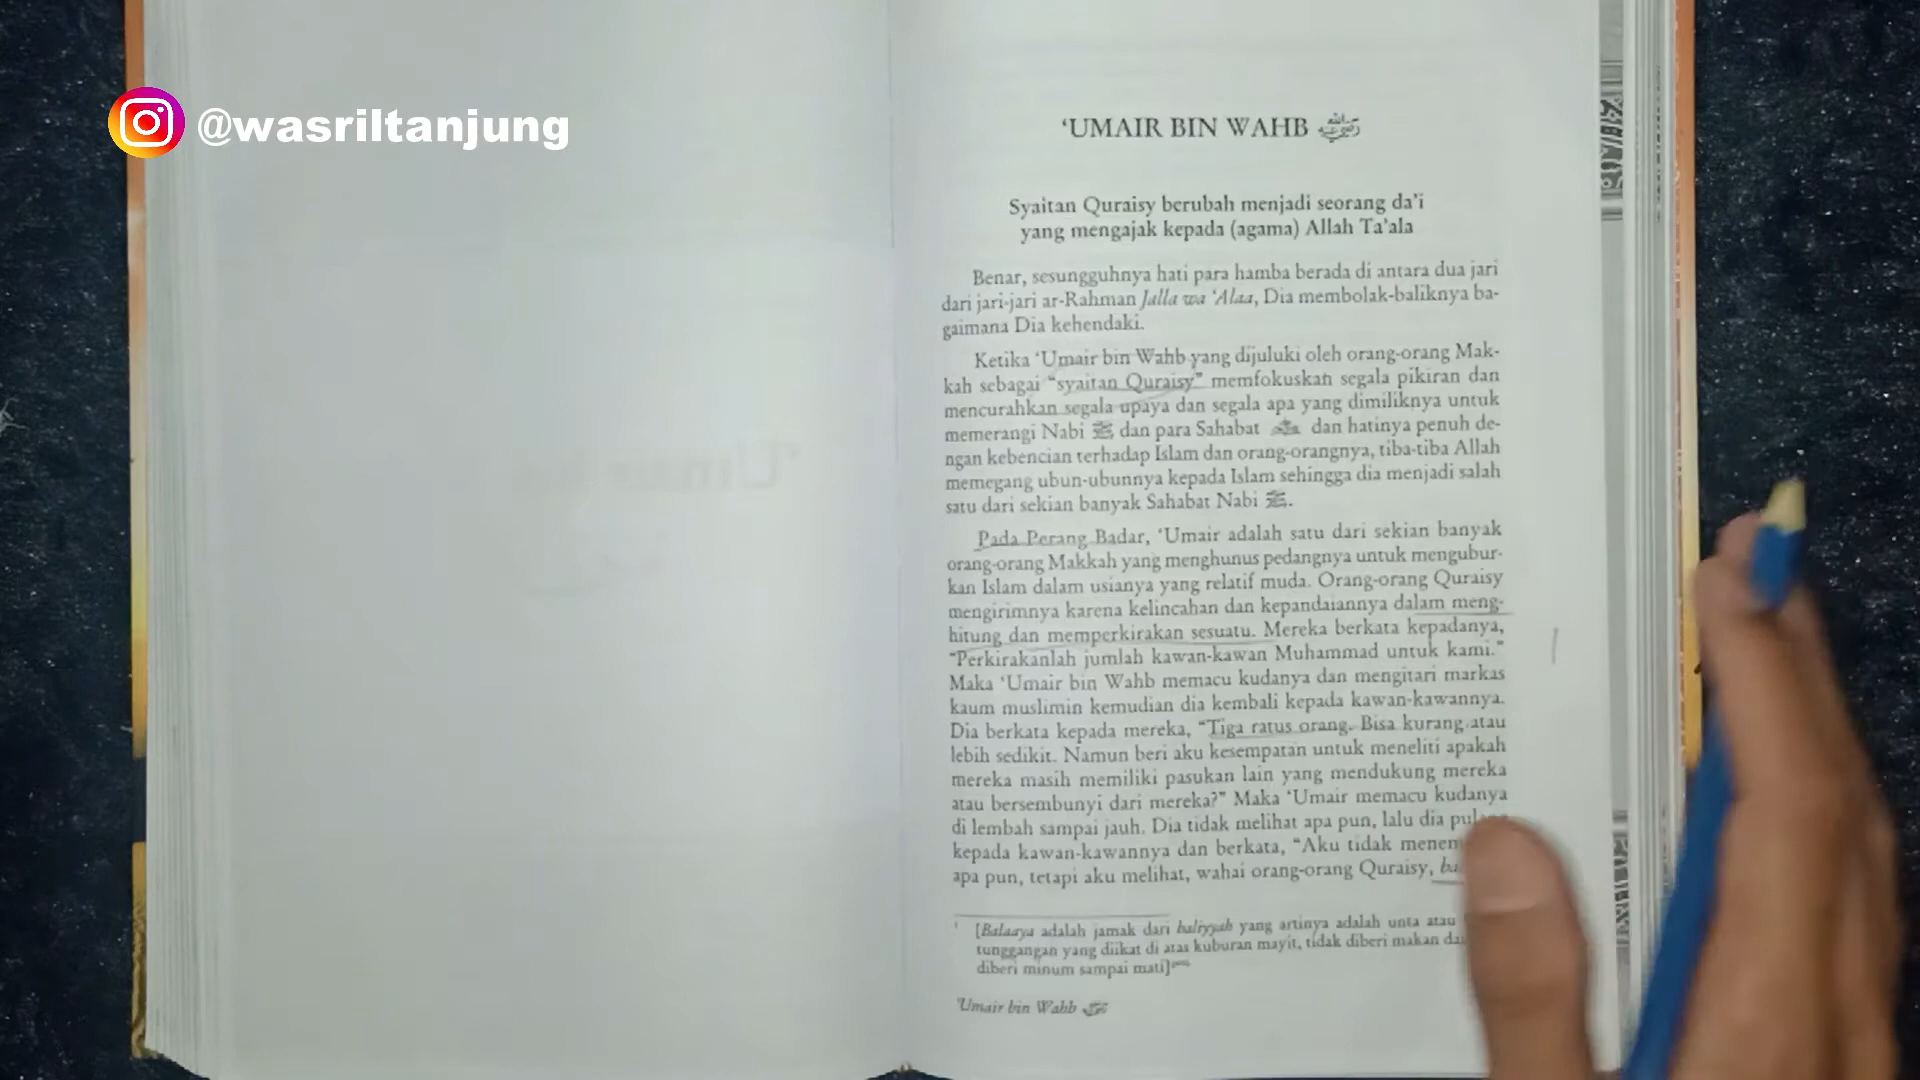 @wasriltanjung
‘UMAIR BIN WAHB
Syaitan Quraisy berubah menjadi seorang da’i
yang mengajak kepada (agama) Allah Ta’ala
Benar, sesungguhnya hati para hamba berada di antara dua jari
dari jari-jari ar-Rahman Jalla wa ‘Alaa, Dia membolak-baliknya ba-
gaimana Dia kehendaki.
Ketika ‘Umair bin Wahb yang dijuluki oleh orang-orang Mak-
kah sebagai “syaitan Quraisy” memfokuskan segala pikiran dan
mencurahkan segala upaya dan segala apa yang dimiliknya untuk
memerangi Nabi ﷺ dan para Sahabat dan hatinya penuh de-
ngan kebencian terhadap Islam dan orang-orangnya, tiba-tiba Allah
memegang ubun-ubunnya kepada Islam sehingga dia menjadi salah
satu dari sekian banyak Sahabat Nabi ﷺ.
Pada Perang Badar, ‘Umair adalah satu dari sekian banyak
orang-orang Makkah yang menghunus pedangnya untuk mengubur-
kan Islam dalam usianya yang relatif muda. Orang-orang Quraisy
mengirimnya karena kelincahan dan kepandaiannya dalam meng-
hitung dan memperkirakan sesuatu. Mereka berkata kepadanya,
“Perkirakanlah jumlah kawan-kawan Muhammad untuk kami.”
Maka ‘Umair bin Wahb memacu kudanya dan mengitari markas
kaum muslimin kemudian dia kembali kepada kawan-kawannya.
Dia berkata kepada mereka, “Tiga ratus orang. Bisa kurang atau
lebih sedikit. Namun beri aku kesempatan untuk meneliti apakah
mereka masih memiliki pasukan lain yang mendukung mereka
atau bersembunyi dari mereka?” Maka ‘Umair memacu kudanya
di lembah sampai jauh. Dia tidak melihat apa pun, lalu dia pulang
kepada kawan-kawannya dan berkata, “Aku tidak
apa pun, tetapi aku melihat, wahai orang-orang Quraisy,
[Balaaya adalah jamak dari baliyyah yang artinya adalah unta atau
tunggangan yang diikat di atas kuburan mayit, tidak diberi makan
diberi minum sampai mati]
‘Umair bin Wahb